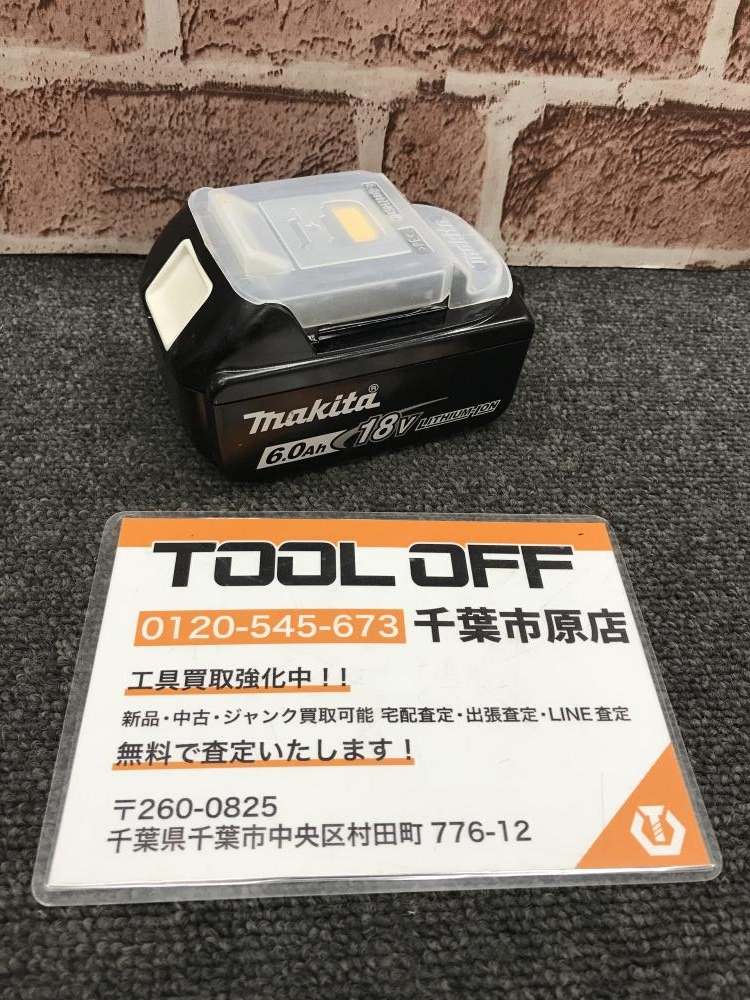 makita®
6.0Ah 18V LITHIUM-ION
TOOL OFF
0120-545-673 千葉市原店
工具買取強化中!!
新品・中古・ジャンク買取可能 宅配査定・出張査定・LINE査定
無料で査定いたします!
〒260-0825
千葉県千葉市中央区村田町 776-12